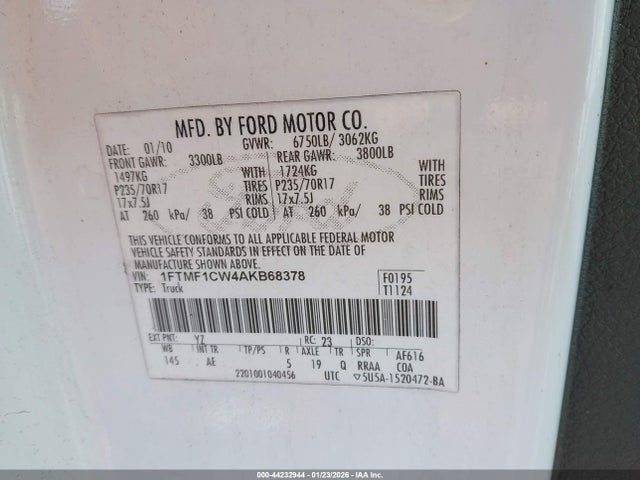 MFD. BY FORD MOTOR CO.
DATE: 01/10 GVWR: 6750LB/ 3062KG
FRONT GAWR: 3300LB REAR GAWR: 3800LB
1497KG WITH 1724KG WITH
P235/70R17 TIRES P235/70R17 TIRES
17x7.5J RIMS 17x7.5J RIMS
AT 260 kPa/ 38 PSI COLD AT 260 kPa/ 38 PSI COLD
THIS VEHICLE CONFORMS TO ALL APPLICABLE FEDERAL MOTOR
VEHICLE SAFETY STANDARDS IN EFFECT ON THE DATE OF
MANUFACTURE SHOWN ABOVE.
VIN: 1FTMF1CW4AKB68378 F0195
TYPE: Truck T1124
EXT PNT: YZ RC: 23 DSO:
WB INT TR TP/PS R AXLE TR SPR AF616
145 AE 5 19 Q RRAA COA
2201001040456 UTC ▽5U5A-1520472-BA
000-44232944 | 01/23/2026 - IAA Inc.